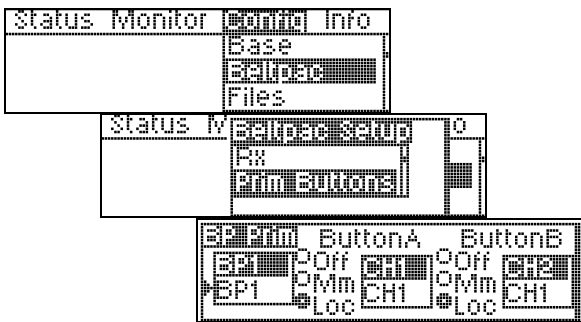 Status Monitor Config Info
Base
Beltpac
Files
Status M
Beltpac Setup
o
Ax
Prim Buttons
BP Prim ButtonA ButtonB
BP1 Off CH1 Off CH2
BP1 Mm CH1 Mm CH1
Loc Loc